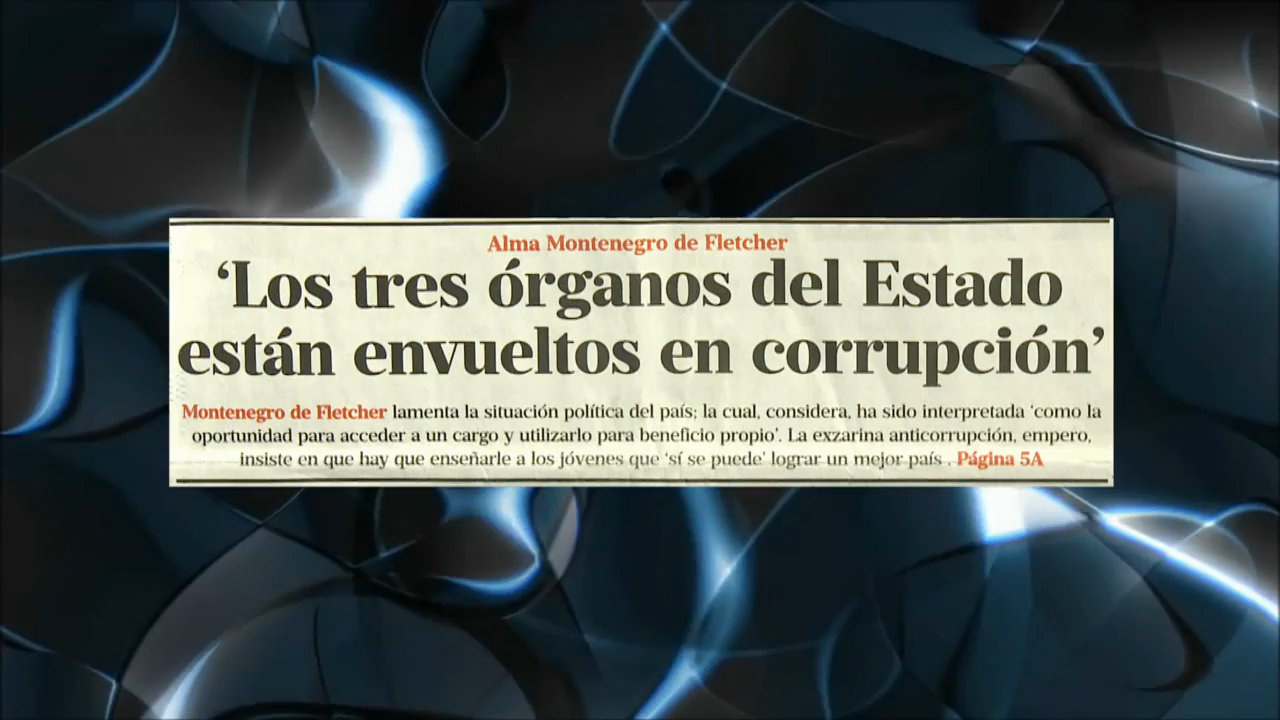 Alma Montenegro de Fletcher
‘Los tres órganos del Estado
están envueltos en corrupción’
Montenegro de Fletcher lamenta la situación política del país; la cual, considera, ha sido interpretada ‘como la
oportunidad para acceder a un cargo y utilizarlo para beneficio propio’. La exzarina anticorrupción, empero,
insiste en que hay que enseñarle a los jóvenes que ‘sí se puede’ lograr un mejor país . Página 5A